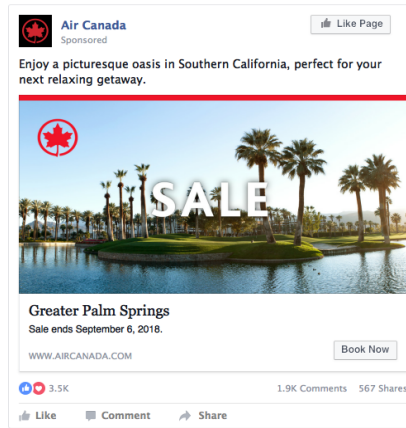 Air Canada
Like Page
Sponsored
Enjoy a picturesque oasis in Southern California, perfect for your
next relaxing getaway.
SALE
Greater Palm Springs
Sale ends September 6, 2018.
WWW.AIRCANADA.COM
Book Now
3.5K
1.9K Comments 567 Shares
Like Comment Share